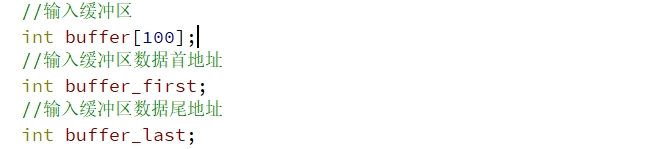 //输入缓冲区
int buffer[100];
//输入缓冲区数据首地址
int buffer_first;
//输入缓冲区数据尾地址
int buffer_last;